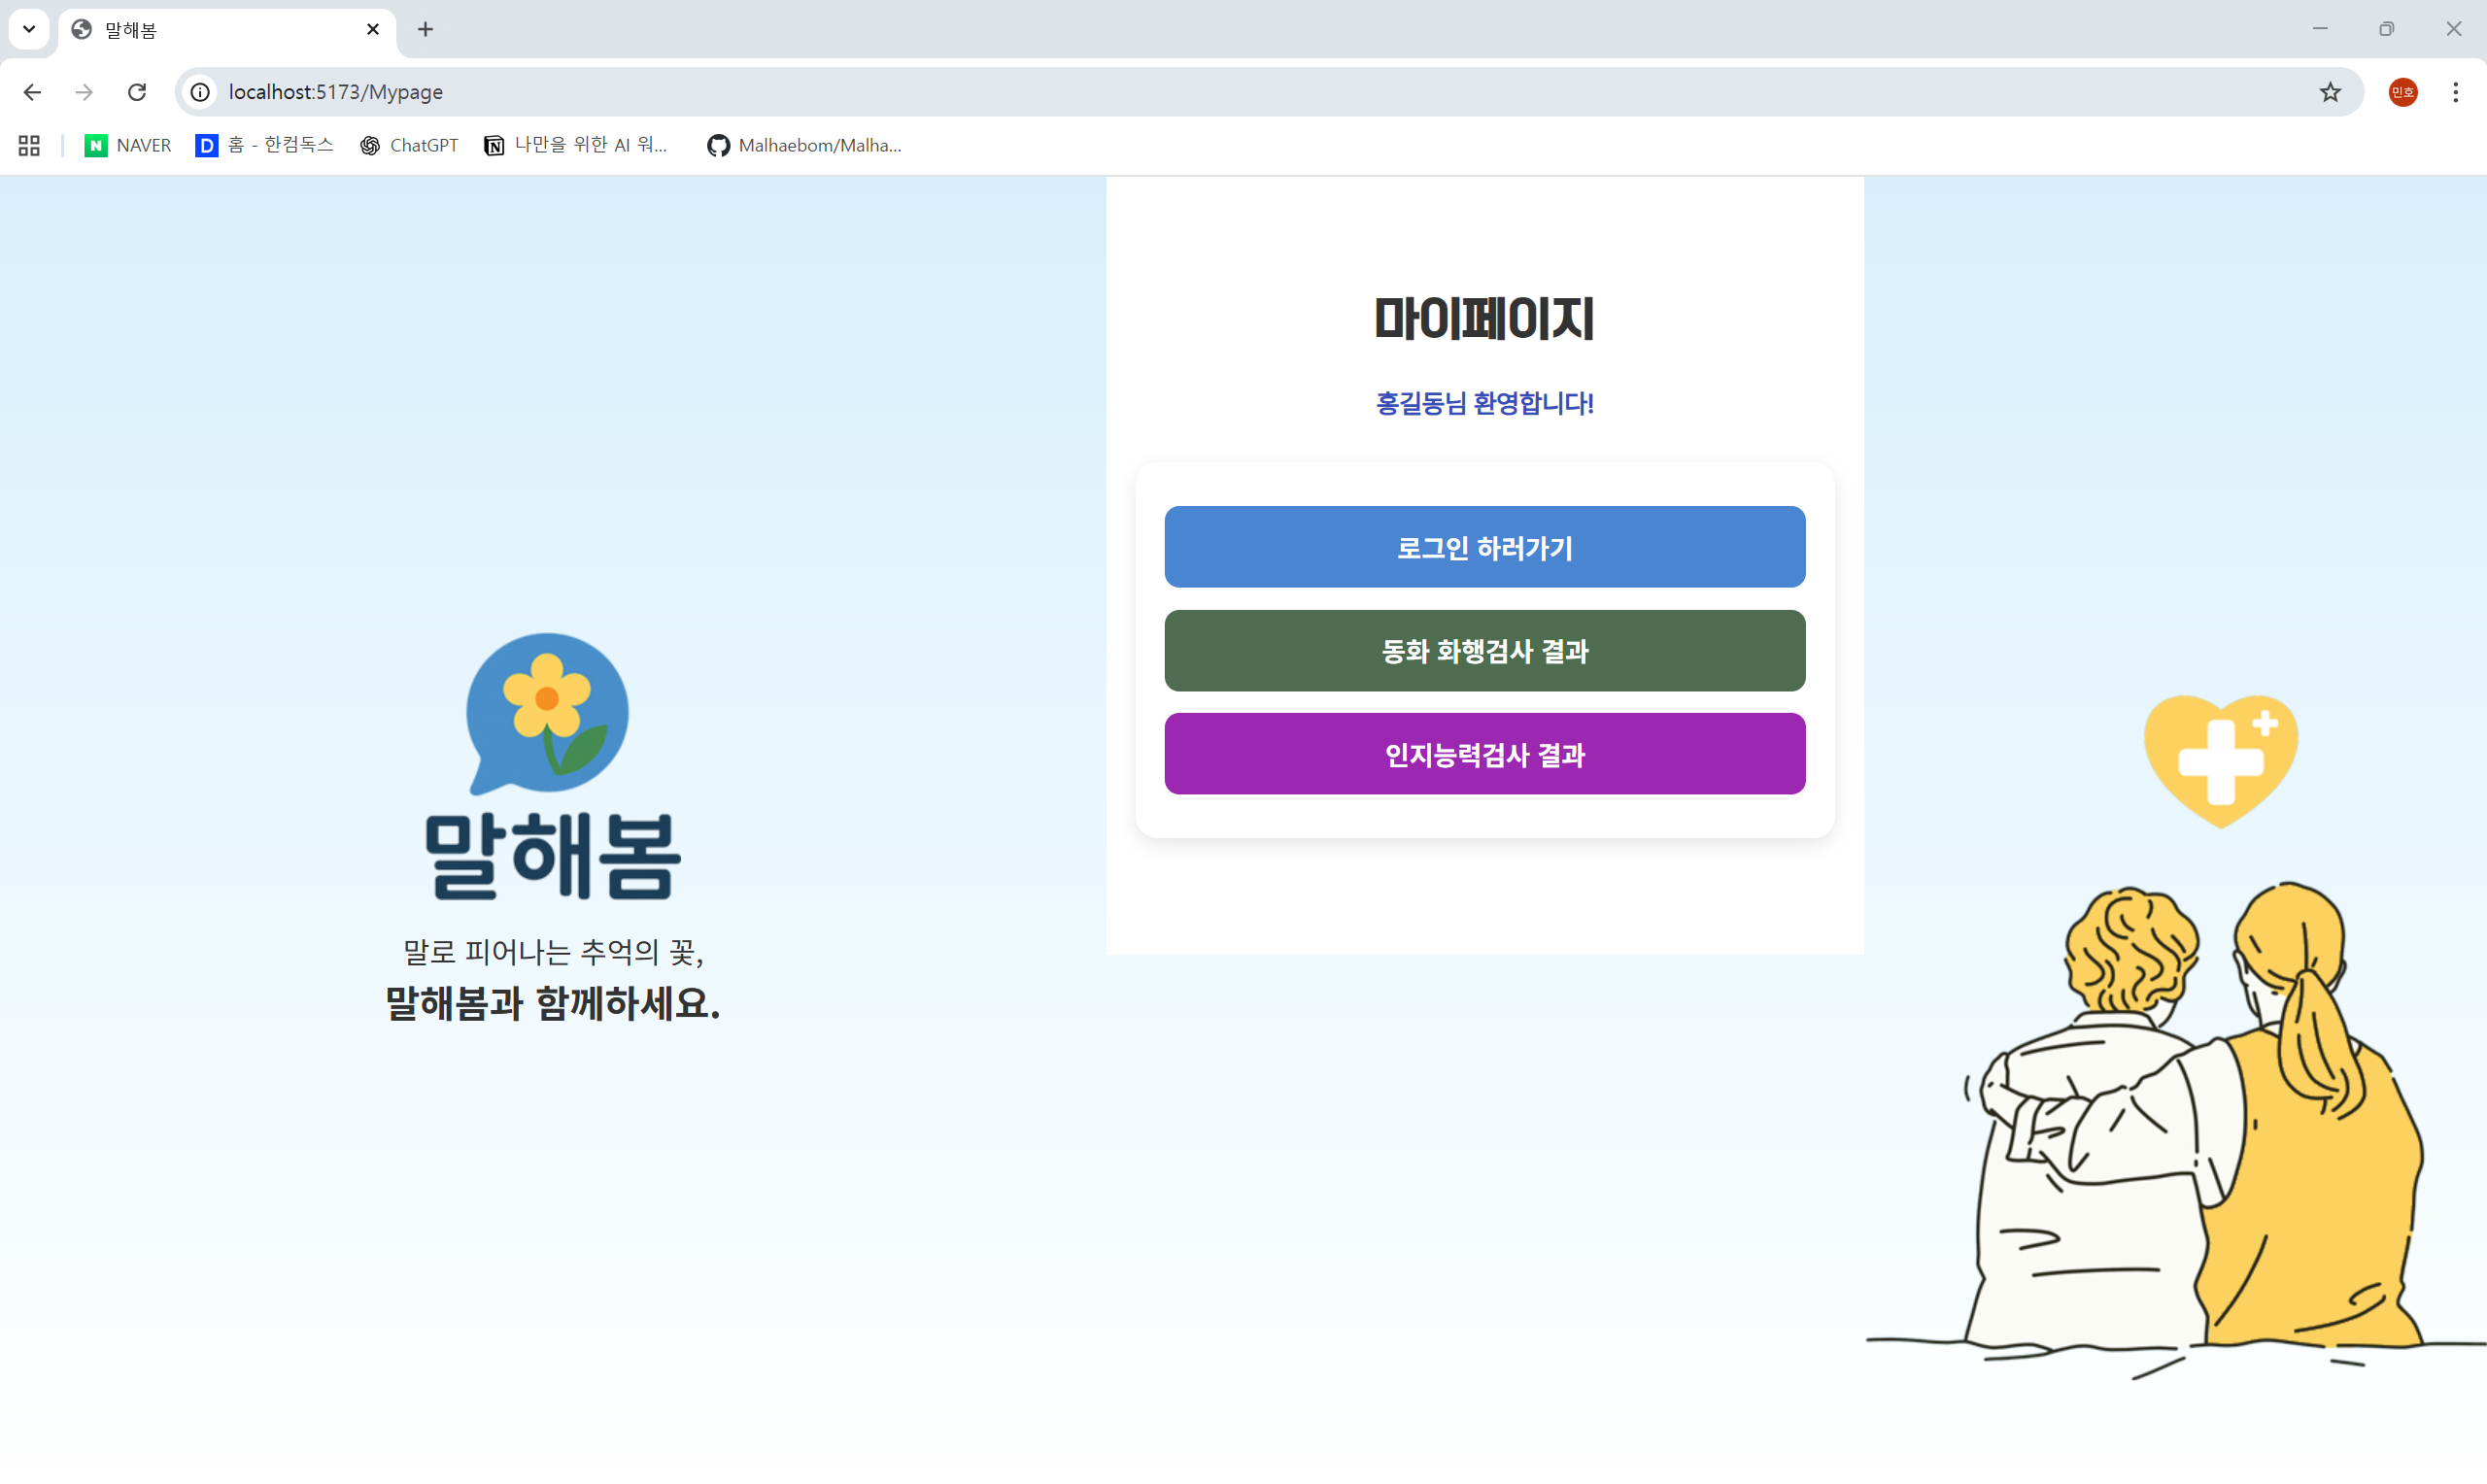 말해봄
localhost:5173/Mypage
민호
NAVER
D 홈 - 한컴독스
ChatGPT
나만을 위한 AI 워...
Malhaebom/Malha...
마이페이지
홍길동님 환영합니다!
로그인 하러가기
동화 화행검사 결과
인지능력검사 결과
말해봄
말로 피어나는 추억의 꽃,
말해봄과 함께하세요.